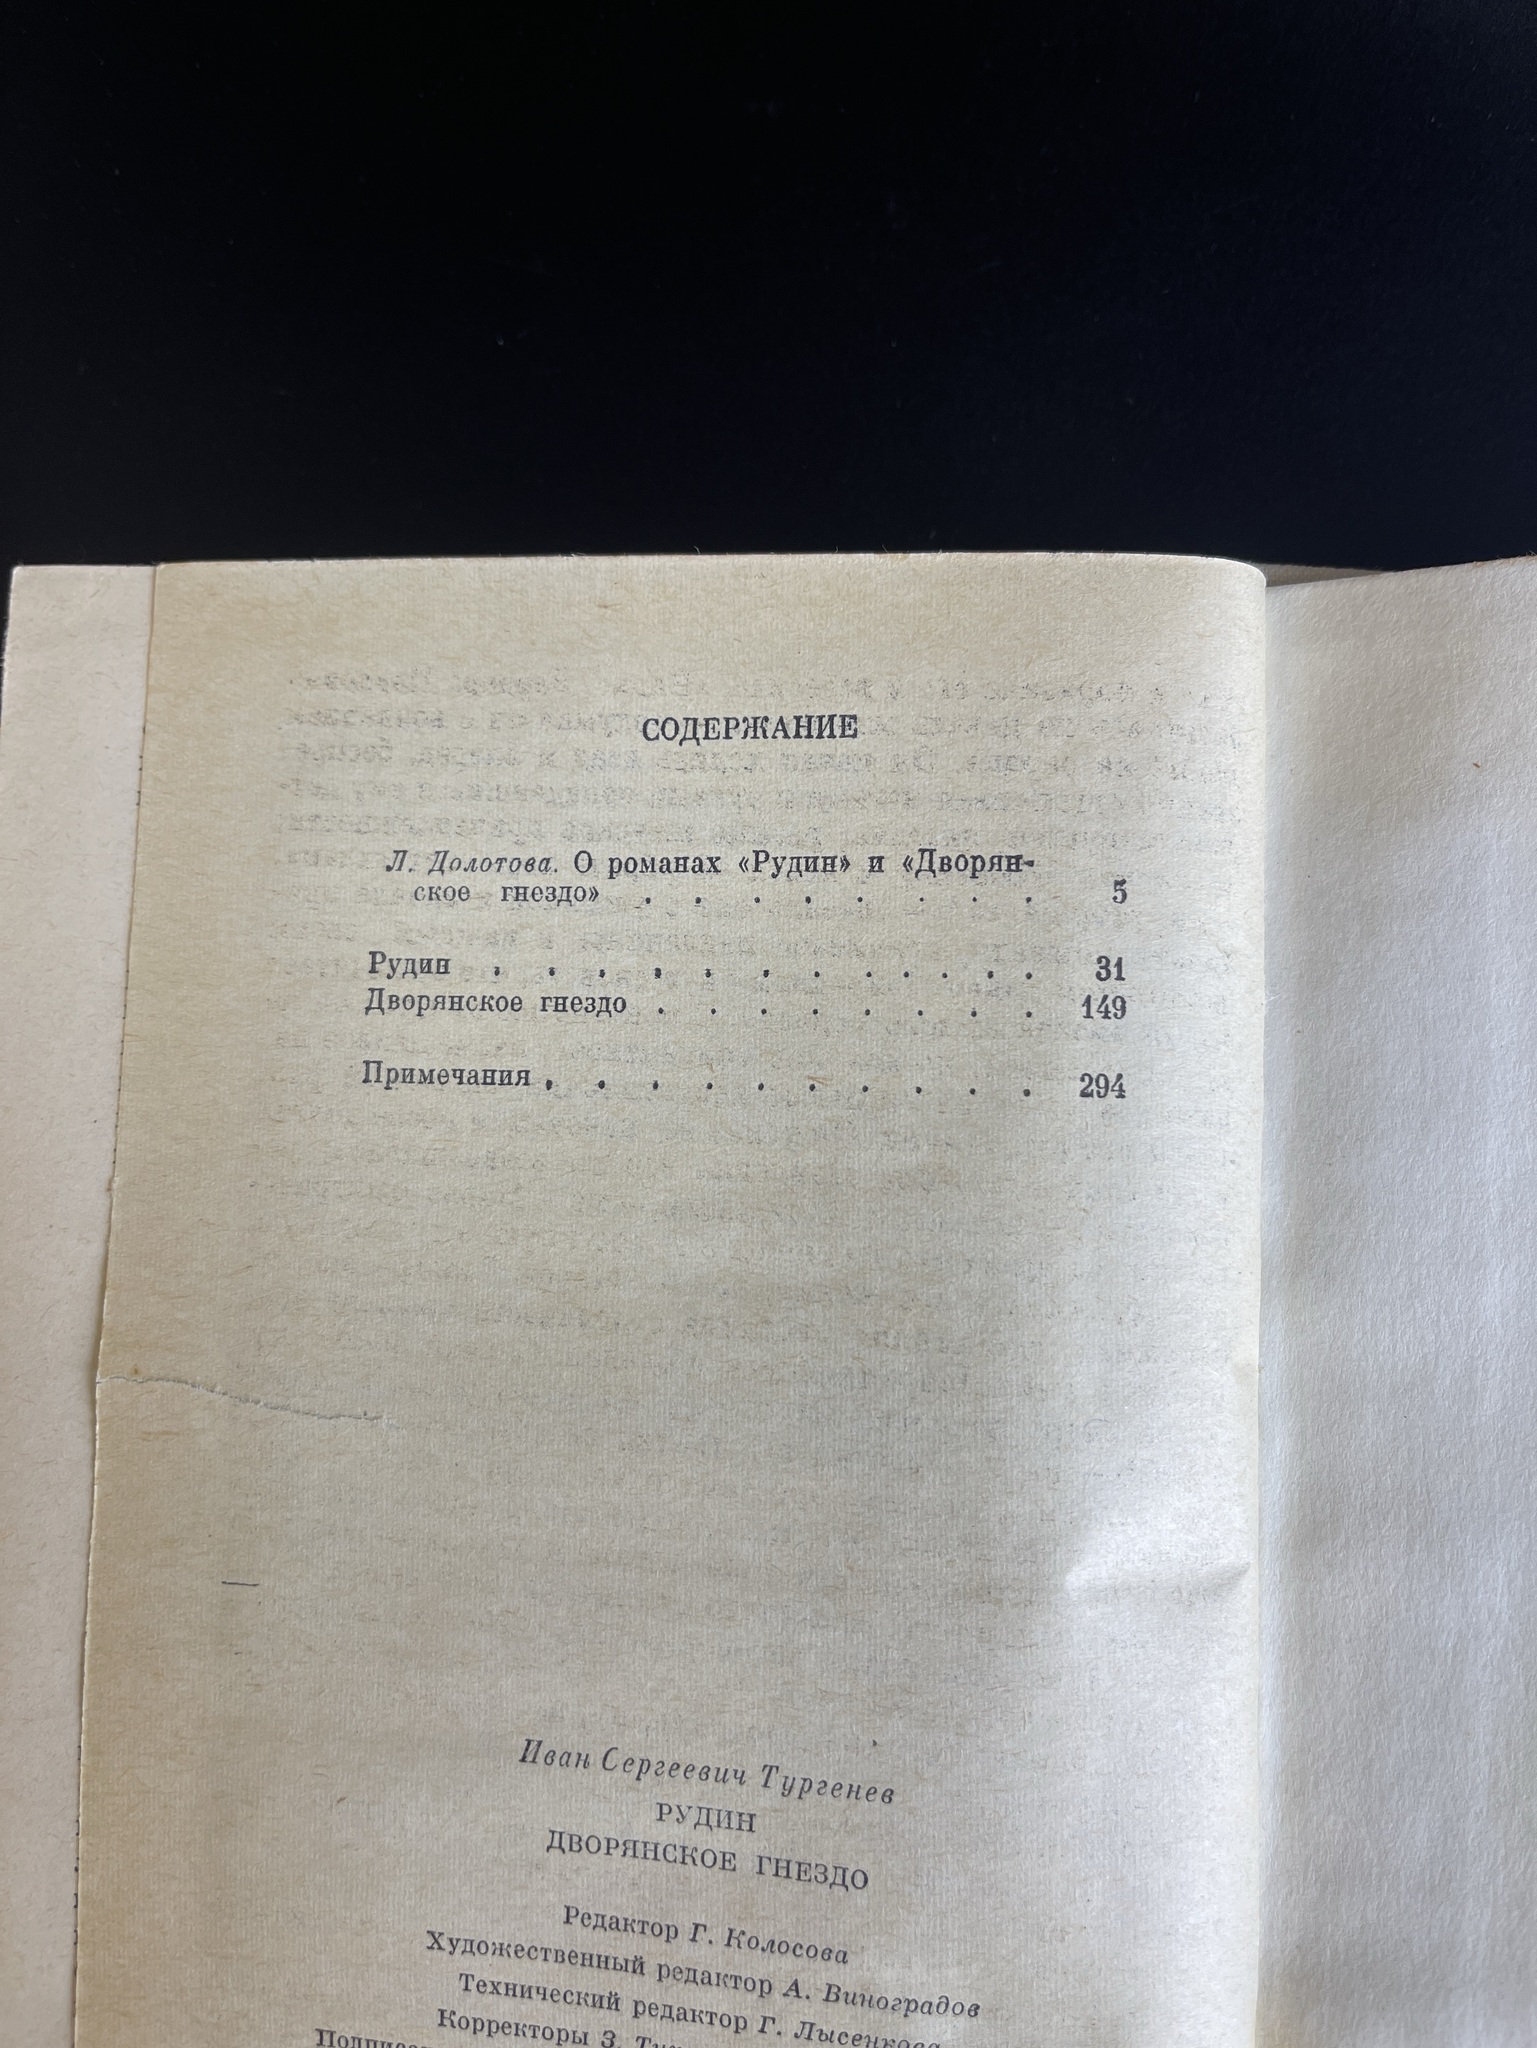 СОДЕРЖАНИЕ
Л. Долотова. О романах «Рудин» и «Дворян-
ское гнездо» . . . . . . . . 5
Рудин . . . . . . . . . . . 31
Дворянское гнездо . . . . . . . . 149
Примечания . . . . . . . . . . 294
Иван Сергеевич Тургенев
РУДИН
ДВОРЯНСКОЕ ГНЕЗДО
Редактор Г. Колосова
Художественный редактор А. Виноградов
Технический редактор Г. Лысенкова
Корректоры З.